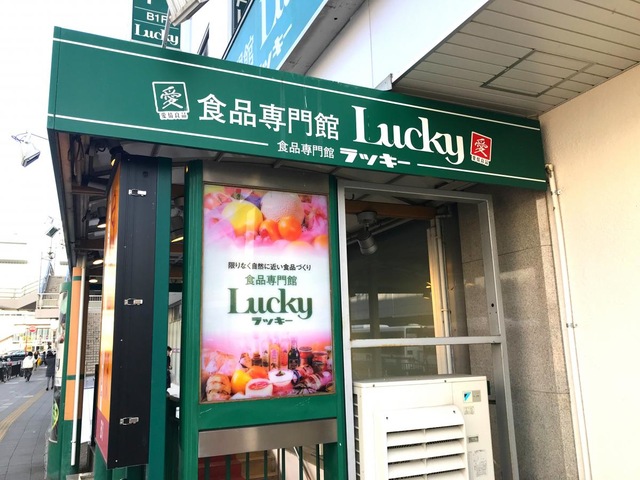 B1F
Lucky
愛
食品専門館 Lucky
愛
食品専門館 ラッキー
限りなく自然に近い食品づくり
食品専門館
Lucky
ラッキー